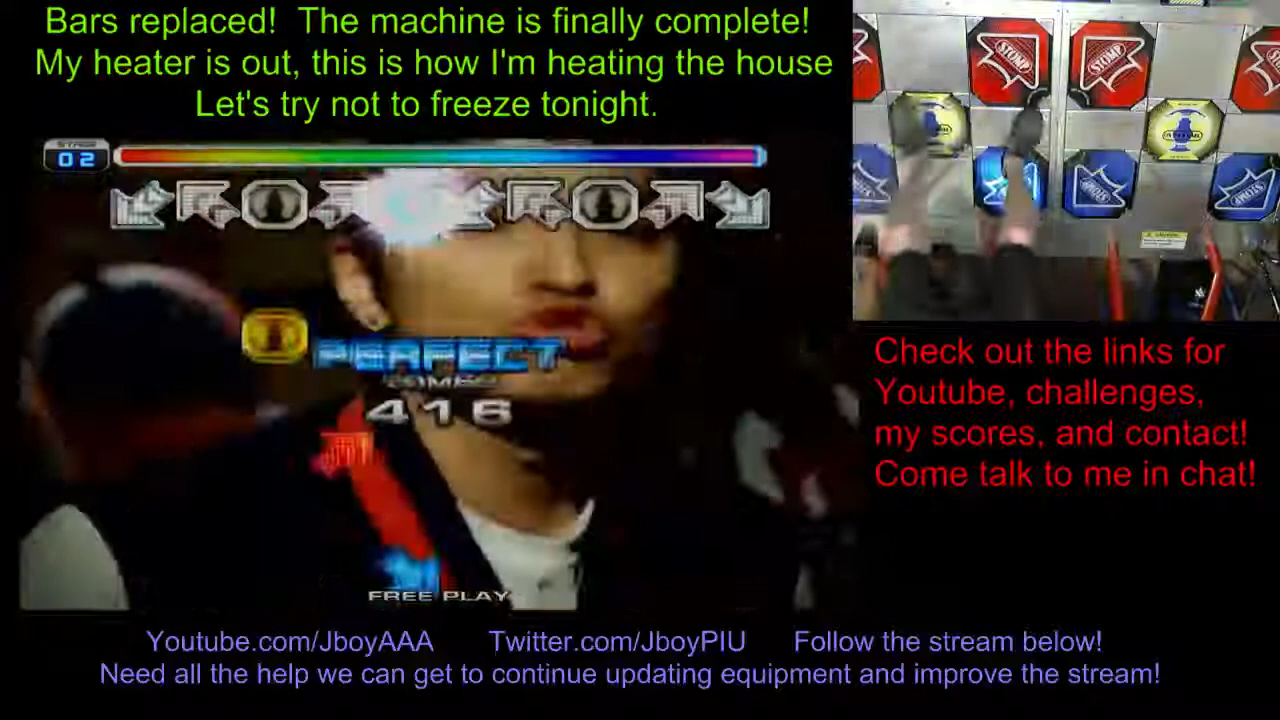 Bars replaced!  The machine is finally complete!
My heater is out, this is how I'm heating the house
Let's try not to freeze tonight.
STAGE
02
PERFECT
COMBO
416
FREE PLAY
STOMP
STOMP
STOMP
Check out the links for
Youtube, challenges,
my scores, and contact!
Come talk to me in chat!
Youtube.com/JboyAAA
Twitter.com/JboyPIU
Follow the stream below!
Need all the help we can get to continue updating equipment and improve the stream!